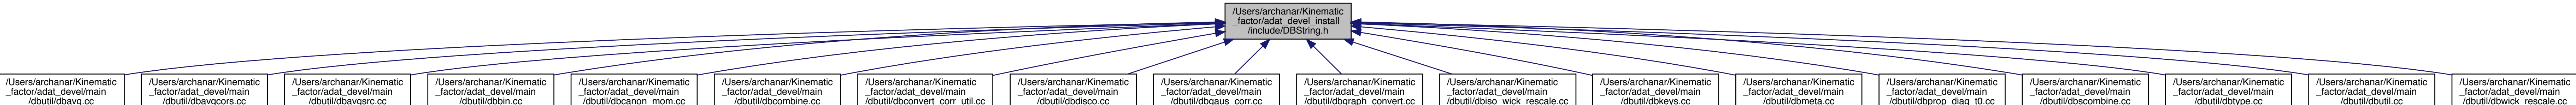 /Users/archanar/Kinematic
_factor/adat_devel_install
/include/DBString.h
/Users/archanar/Kinematic
_factor/adat_devel/main
/dbutil/dbavg.cc
/Users/archanar/Kinematic
_factor/adat_devel/main
/dbutil/dbavgcors.cc
/Users/archanar/Kinematic
_factor/adat_devel/main
/dbutil/dbavgsrc.cc
/Users/archanar/Kinematic
_factor/adat_devel/main
/dbutil/dbbin.cc
/Users/archanar/Kinematic
_factor/adat_devel/main
/dbutil/dbcanon_mom.cc
/Users/archanar/Kinematic
_factor/adat_devel/main
/dbutil/dbcombine.cc
/Users/archanar/Kinematic
_factor/adat_devel/main
/dbutil/dbconvert_corr_util.cc
/Users/archanar/Kinematic
_factor/adat_devel/main
/dbutil/dbdisco.cc
/Users/archanar/Kinematic
_factor/adat_devel/main
/dbutil/dbgaus_corr.cc
/Users/archanar/Kinematic
_factor/adat_devel/main
/dbutil/dbgraph_convert.cc
/Users/archanar/Kinematic
_factor/adat_devel/main
/dbutil/dbiso_wick_rescale.cc
/Users/archanar/Kinematic
_factor/adat_devel/main
/dbutil/dbkeys.cc
/Users/archanar/Kinematic
_factor/adat_devel/main
/dbutil/dbmeta.cc
/Users/archanar/Kinematic
_factor/adat_devel/main
/dbutil/dbprop_diag_t0.cc
/Users/archanar/Kinematic
_factor/adat_devel/main
/dbutil/dbscombine.cc
/Users/archanar/Kinematic
_factor/adat_devel/main
/dbutil/dbtype.cc
/Users/archanar/Kinematic
_factor/adat_devel/main
/dbutil/dbutil.cc
/Users/archanar/Kinematic
_factor/adat_devel/main
/dbutil/dbwick_rescale.cc